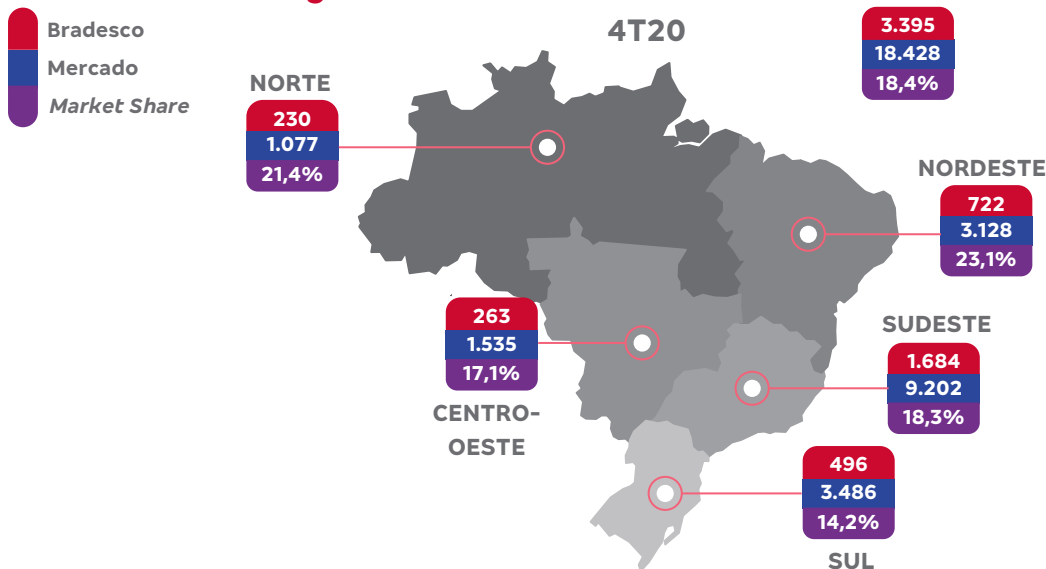 Bradesco
Mercado
Market Share
4T20
3.395
18.428
18,4%
NORTE
230
1.077
21,4%
NORDESTE
722
3.128
23,1%
263
1.535
17,1%
CENTRO-
OESTE
SUDESTE
1.684
9.202
18,3%
496
3.486
14,2%
SUL